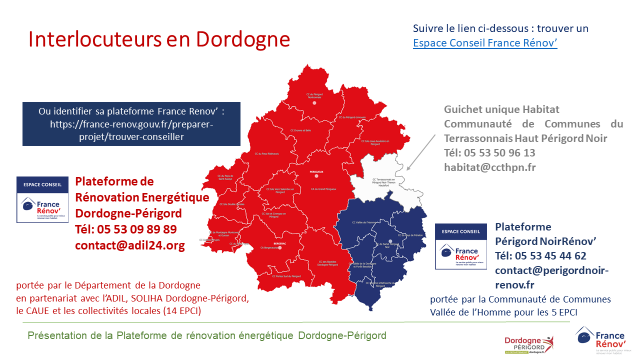 Interlocuteurs en Dordogne
Suivre le lien ci-dessous : trouver un
Espace Conseil France Rénov’
Ou identifier sa plateforme France Renov’ :
https://france-renov.gouv.fr/preparer-
projet/trouver-conseiller
Guichet unique Habitat
Communauté de Communes du
Terrassonnais Haut Périgord Noir
Tél: 05 53 50 96 13
habitat@ccthpn.fr
ESPACE CONSEIL
France
Rénov'
Plateforme de
Rénovation Energétique
Dordogne-Périgord
Tél: 05 53 09 89 89
contact@adil24.org
portée par le Département de la Dordogne
en partenariat avec l’ADIL, SOLIHA Dordogne-Périgord,
le CAUE et les collectivités locales (14 EPCI)
ESPACE CONSEIL
France
Rénov'
Plateforme
Périgord NoirRénov’
Tél: 05 53 45 44 62
contact@perigordnoir-
renov.fr
portée par la Communauté de Communes
Vallée de l’Homme pour les 5 EPCI
Présentation de la Plateforme de rénovation énergétique Dordogne-Périgord
Dordogne
PÉRIGORD
France
Rénov'